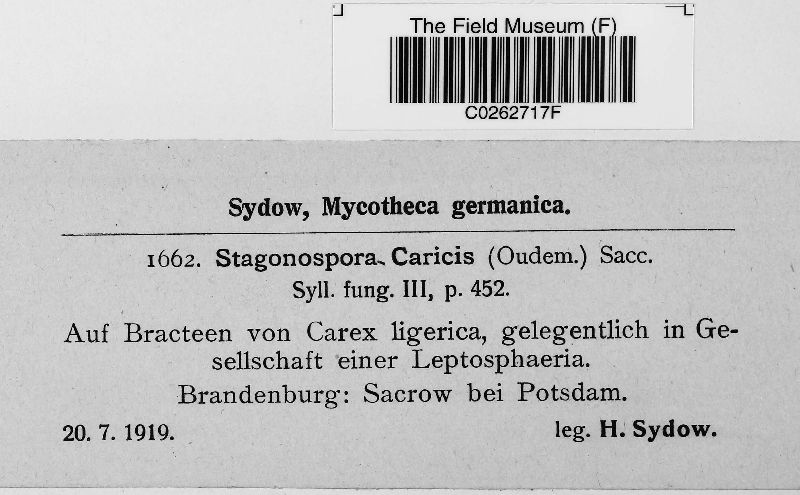 The Field Museum (F)
C0262717F
Sydow, Mycotheca germanica.
1662. Stagonospora Caricis (Oudem.) Sacc.
Syll. fung. III, p. 452.
Auf Bracteen von Carex ligerica, gelegentlich in Ge-
sellschaft einer Leptosphaeria.
Brandenburg: Sacrow bei Potsdam.
20. 7. 1919. leg. H. Sydow.